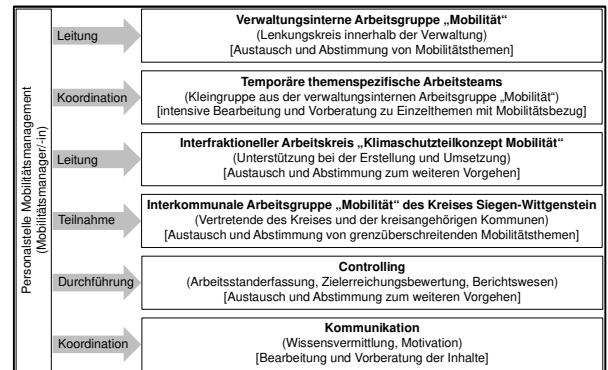 Personalstelle Mobilitätsmanagement
(Mobilitätsmanager/-in)
Leitung
Verwaltungsinterne Arbeitsgruppe „Mobilität“
(Lenkungskreis innerhalb der Verwaltung)
[Austausch und Abstimmung von Mobilitätsthemen]
Koordination
Temporäre themenspezifische Arbeitsteams
(Kleingruppe aus der verwaltungsinternen Arbeitsgruppe „Mobilität“)
[intensive Bearbeitung und Vorberatung zu Einzelthemen mit Mobilitätsbezug]
Leitung
Interfraktioneller Arbeitskreis „Klimaschutzteilkonzept Mobilität“
(Unterstützung bei der Erstellung und Umsetzung)
[Austausch und Abstimmung zum weiteren Vorgehen]
Teilnahme
Interkommunale Arbeitsgruppe „Mobilität“ des Kreises Siegen-Wittgenstein
(Vertretende des Kreises und der kreisangehörigen Kommunen)
[Austausch und Abstimmung von grenzüberschreitenden Mobilitätsthemen]
Durchführung
Controlling
(Arbeitsstanderfassung, Zielerreichungsbewertung, Berichtswesen)
[Austausch und Abstimmung zum weiteren Vorgehen]
Koordination
Kommunikation
(Wissensvermittlung, Motivation)
[Bearbeitung und Vorberatung der Inhalte]